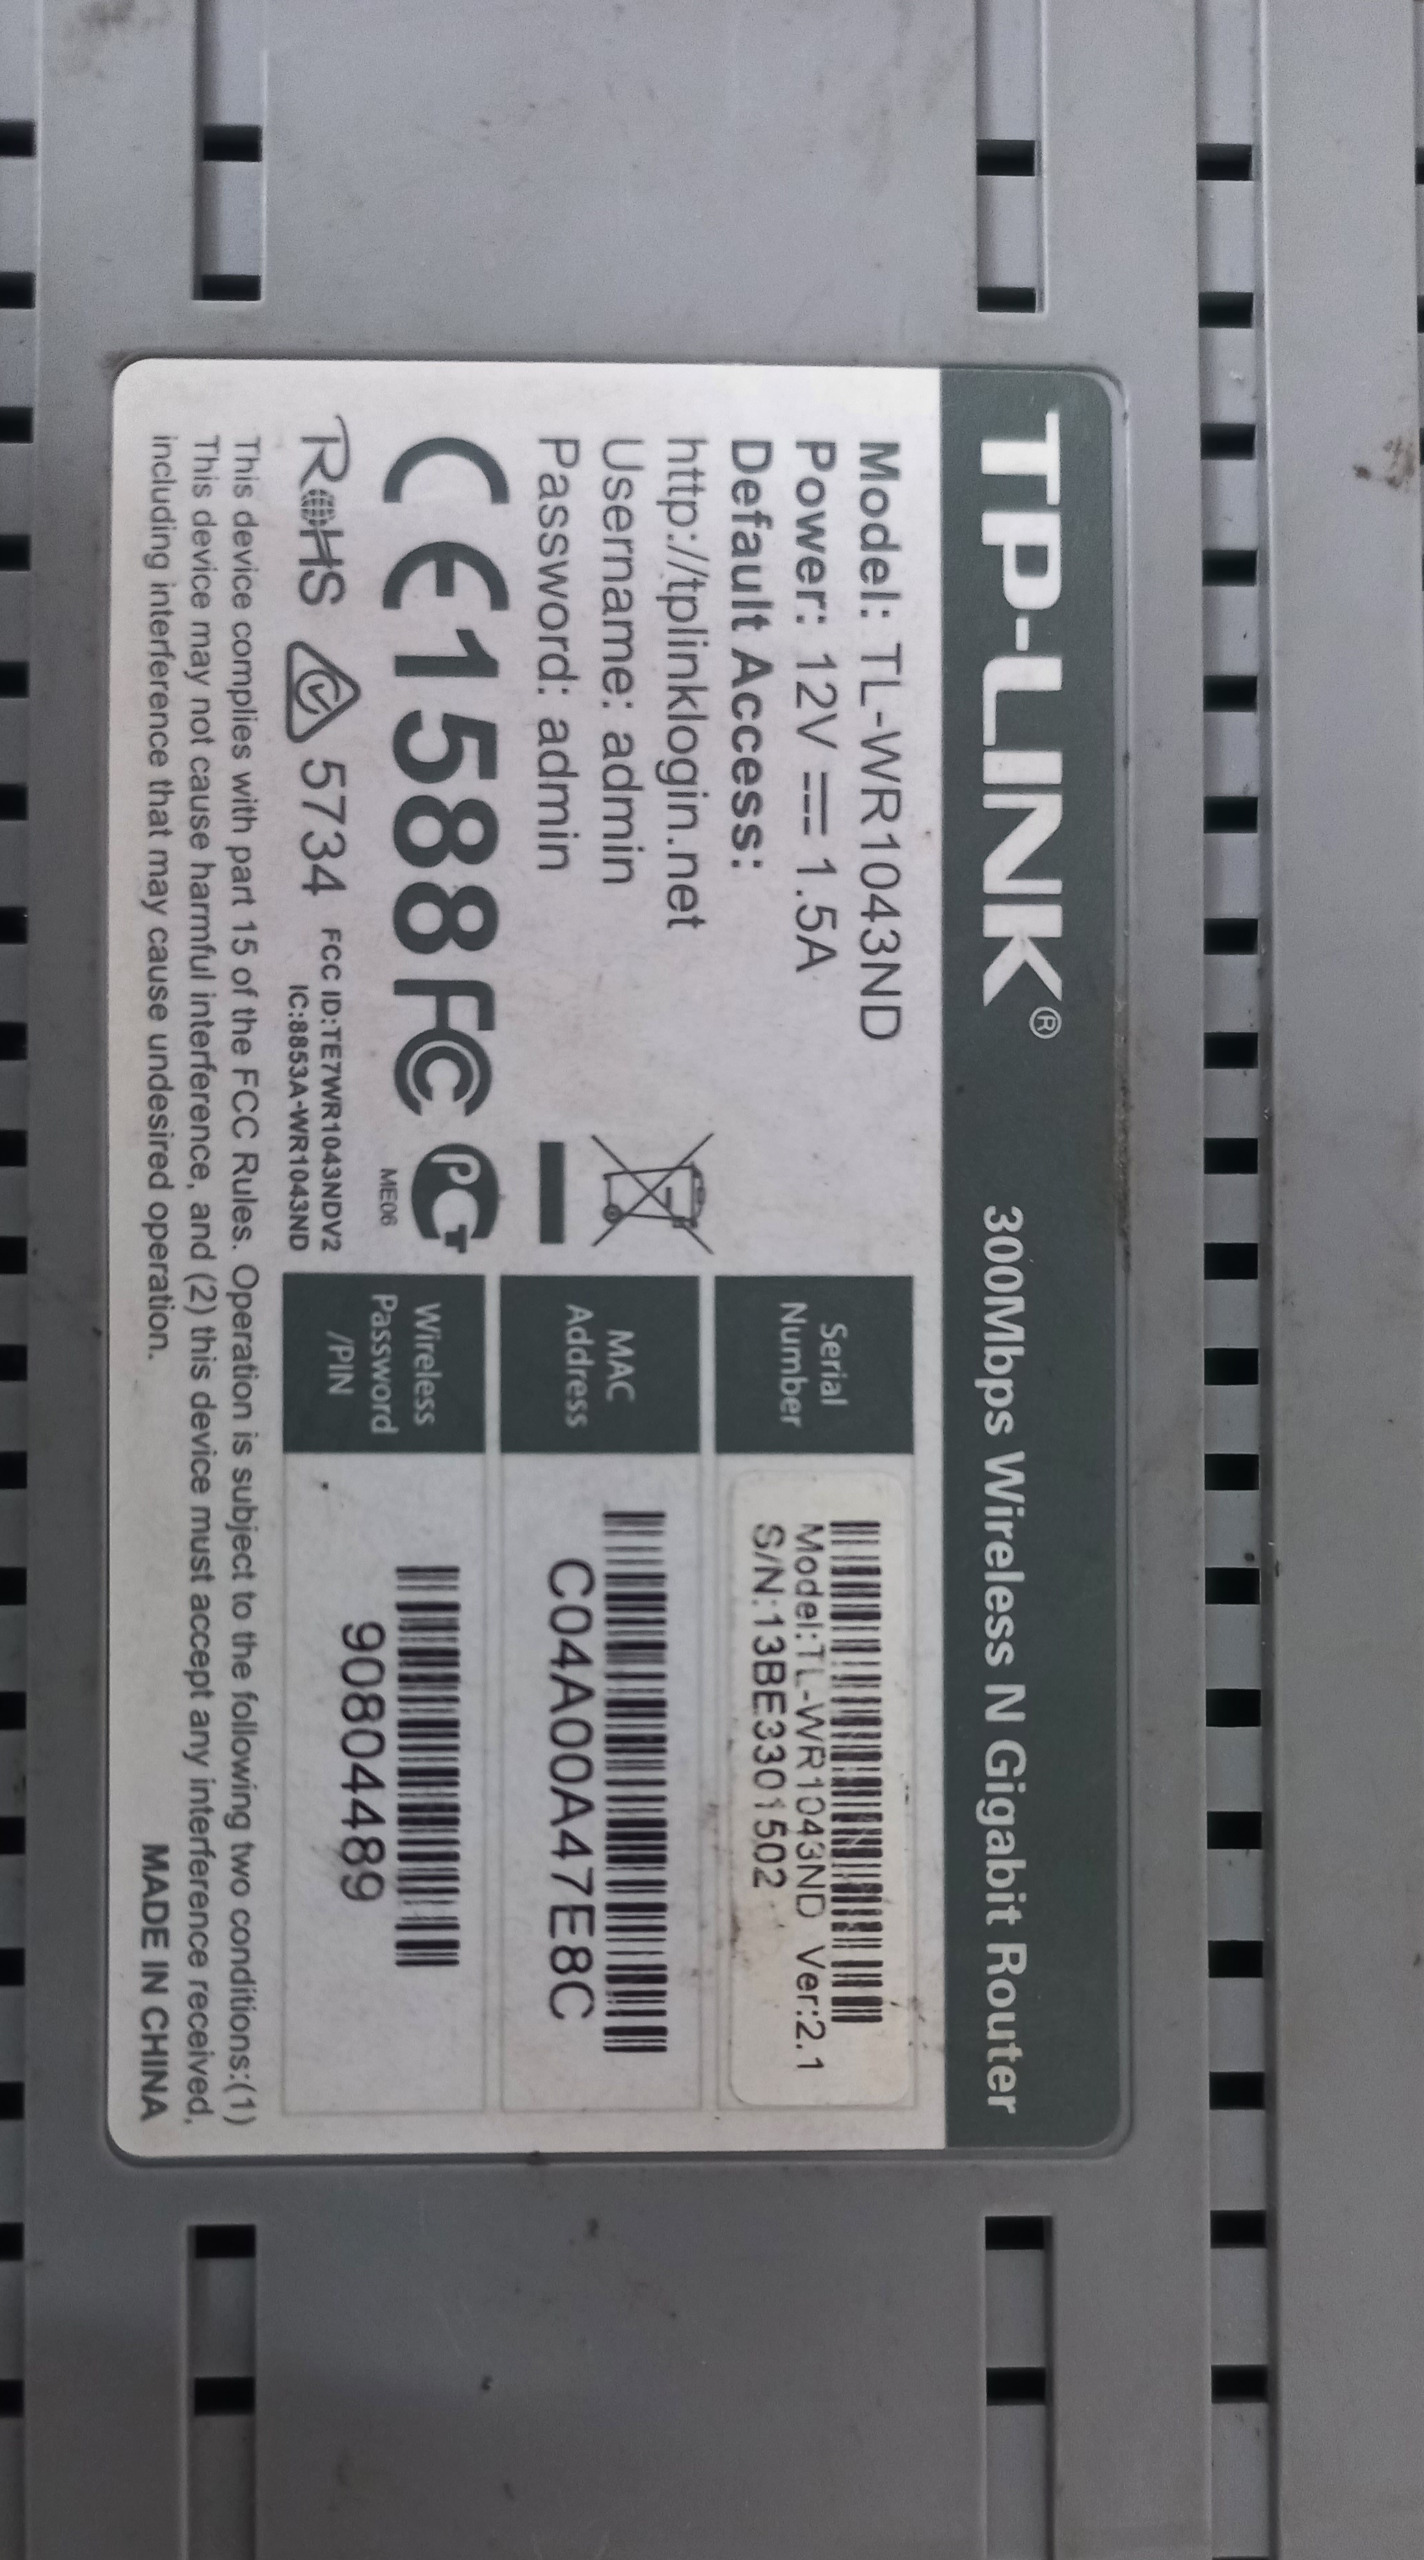 TP-LINK® 300Mbps Wireless N Gigabit Router
Model: TL-WR1043ND
Power: 12V ⎓ 1.5A
Default Access:
http://tplinklogin.net
Username: admin
Password: admin
CE1588 FC PCT
ME06
RoHS 5734
FCC ID:TE7WR1043NDV2
IC:8853A-WR1043ND
Serial
Number
Model:TL-WR1043ND Ver:2.1
S/N:13BE3301502
MAC
Address
C04A00A47E8C
Wireless
Password
/PIN
90804489
This device complies with part 15 of the FCC Rules. Operation is subject to the following two conditions:(1)
This device may not cause harmful interference, and (2) this device must accept any interference received,
including interference that may cause undesired operation.
MADE IN CHINA